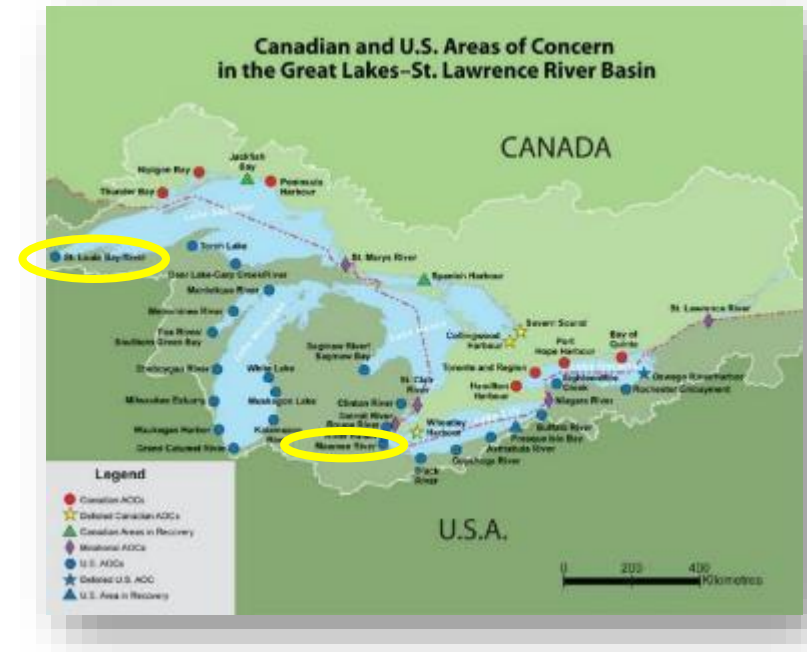 Canadian and U.S. Areas of Concern
in the Great Lakes–St. Lawrence River Basin
CANADA
Nipigon Bay
Jackfish
Bay
Peninsula
Harbour
Thunder Bay
St. Louis Bay/River
Torch Lake
St. Marys River
Deer Lake-Carp Creek/River
Spanish Harbour
Manistique River
Menominee River
Severn Sound
St. Lawrence River
Collingwood
Harbour
Fox River/
Southern Green Bay
Saginaw River/
Saginaw Bay
Port
Hope Harbour
Bay of
Quinte
Sheboygan River
White Lake
Toronto and Region
St. Clair
River
Hamilton
Harbour
Eighteenmile
Creek
Oswego River/Harbor
Rochester Embayment
Milwaukee Estuary
Muskegon Lake
Clinton River
Detroit River
Rouge River
Niagara River
Waukegan Harbor
Kalamazoo
Wheatley
Harbour
Buffalo River
Presque Isle Bay
Grand Calumet River
Maumee River
Ashtabula River
Cuyahoga River
Black
River
U.S.A.
Legend
Canadian AOCs
Delisted Canadian AOCs
Canadian Areas in Recovery
Binational AOCs
U.S. AOCs
Delisted U.S. AOC
U.S. Area in Recovery
0 200 400
Kilometres